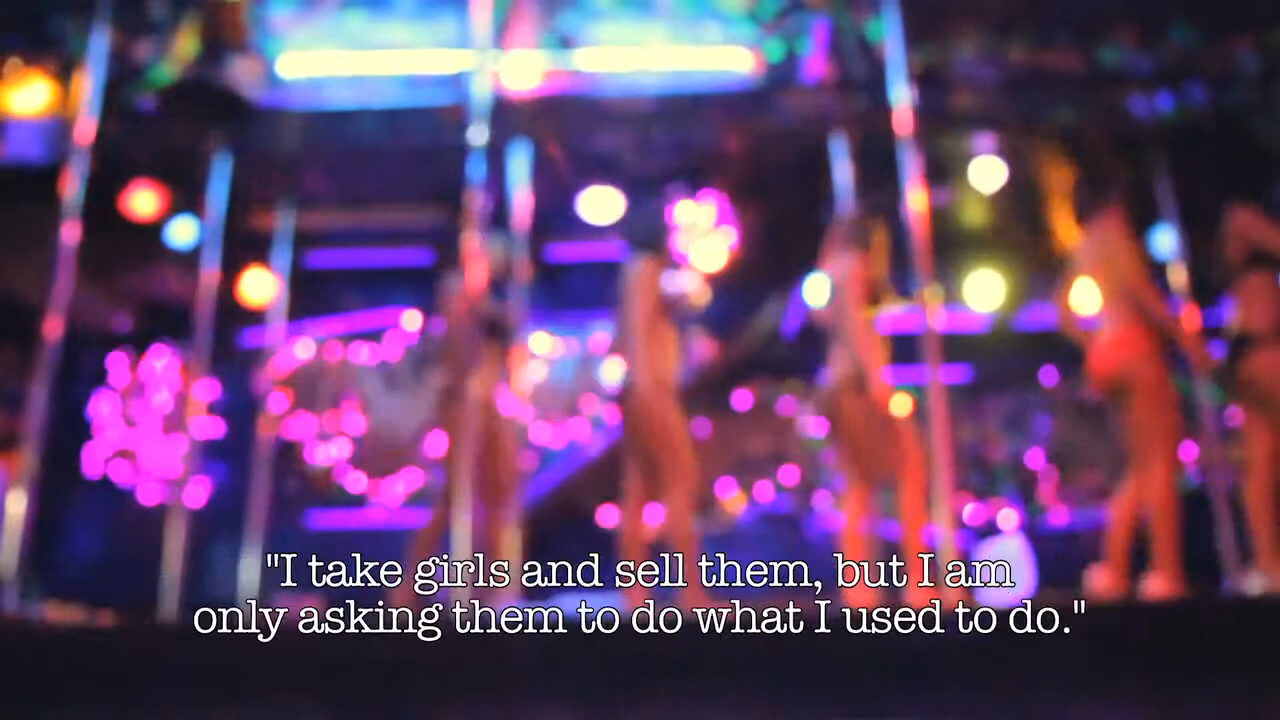 "I take girls and sell them, but I am
only asking them to do what I used to do."